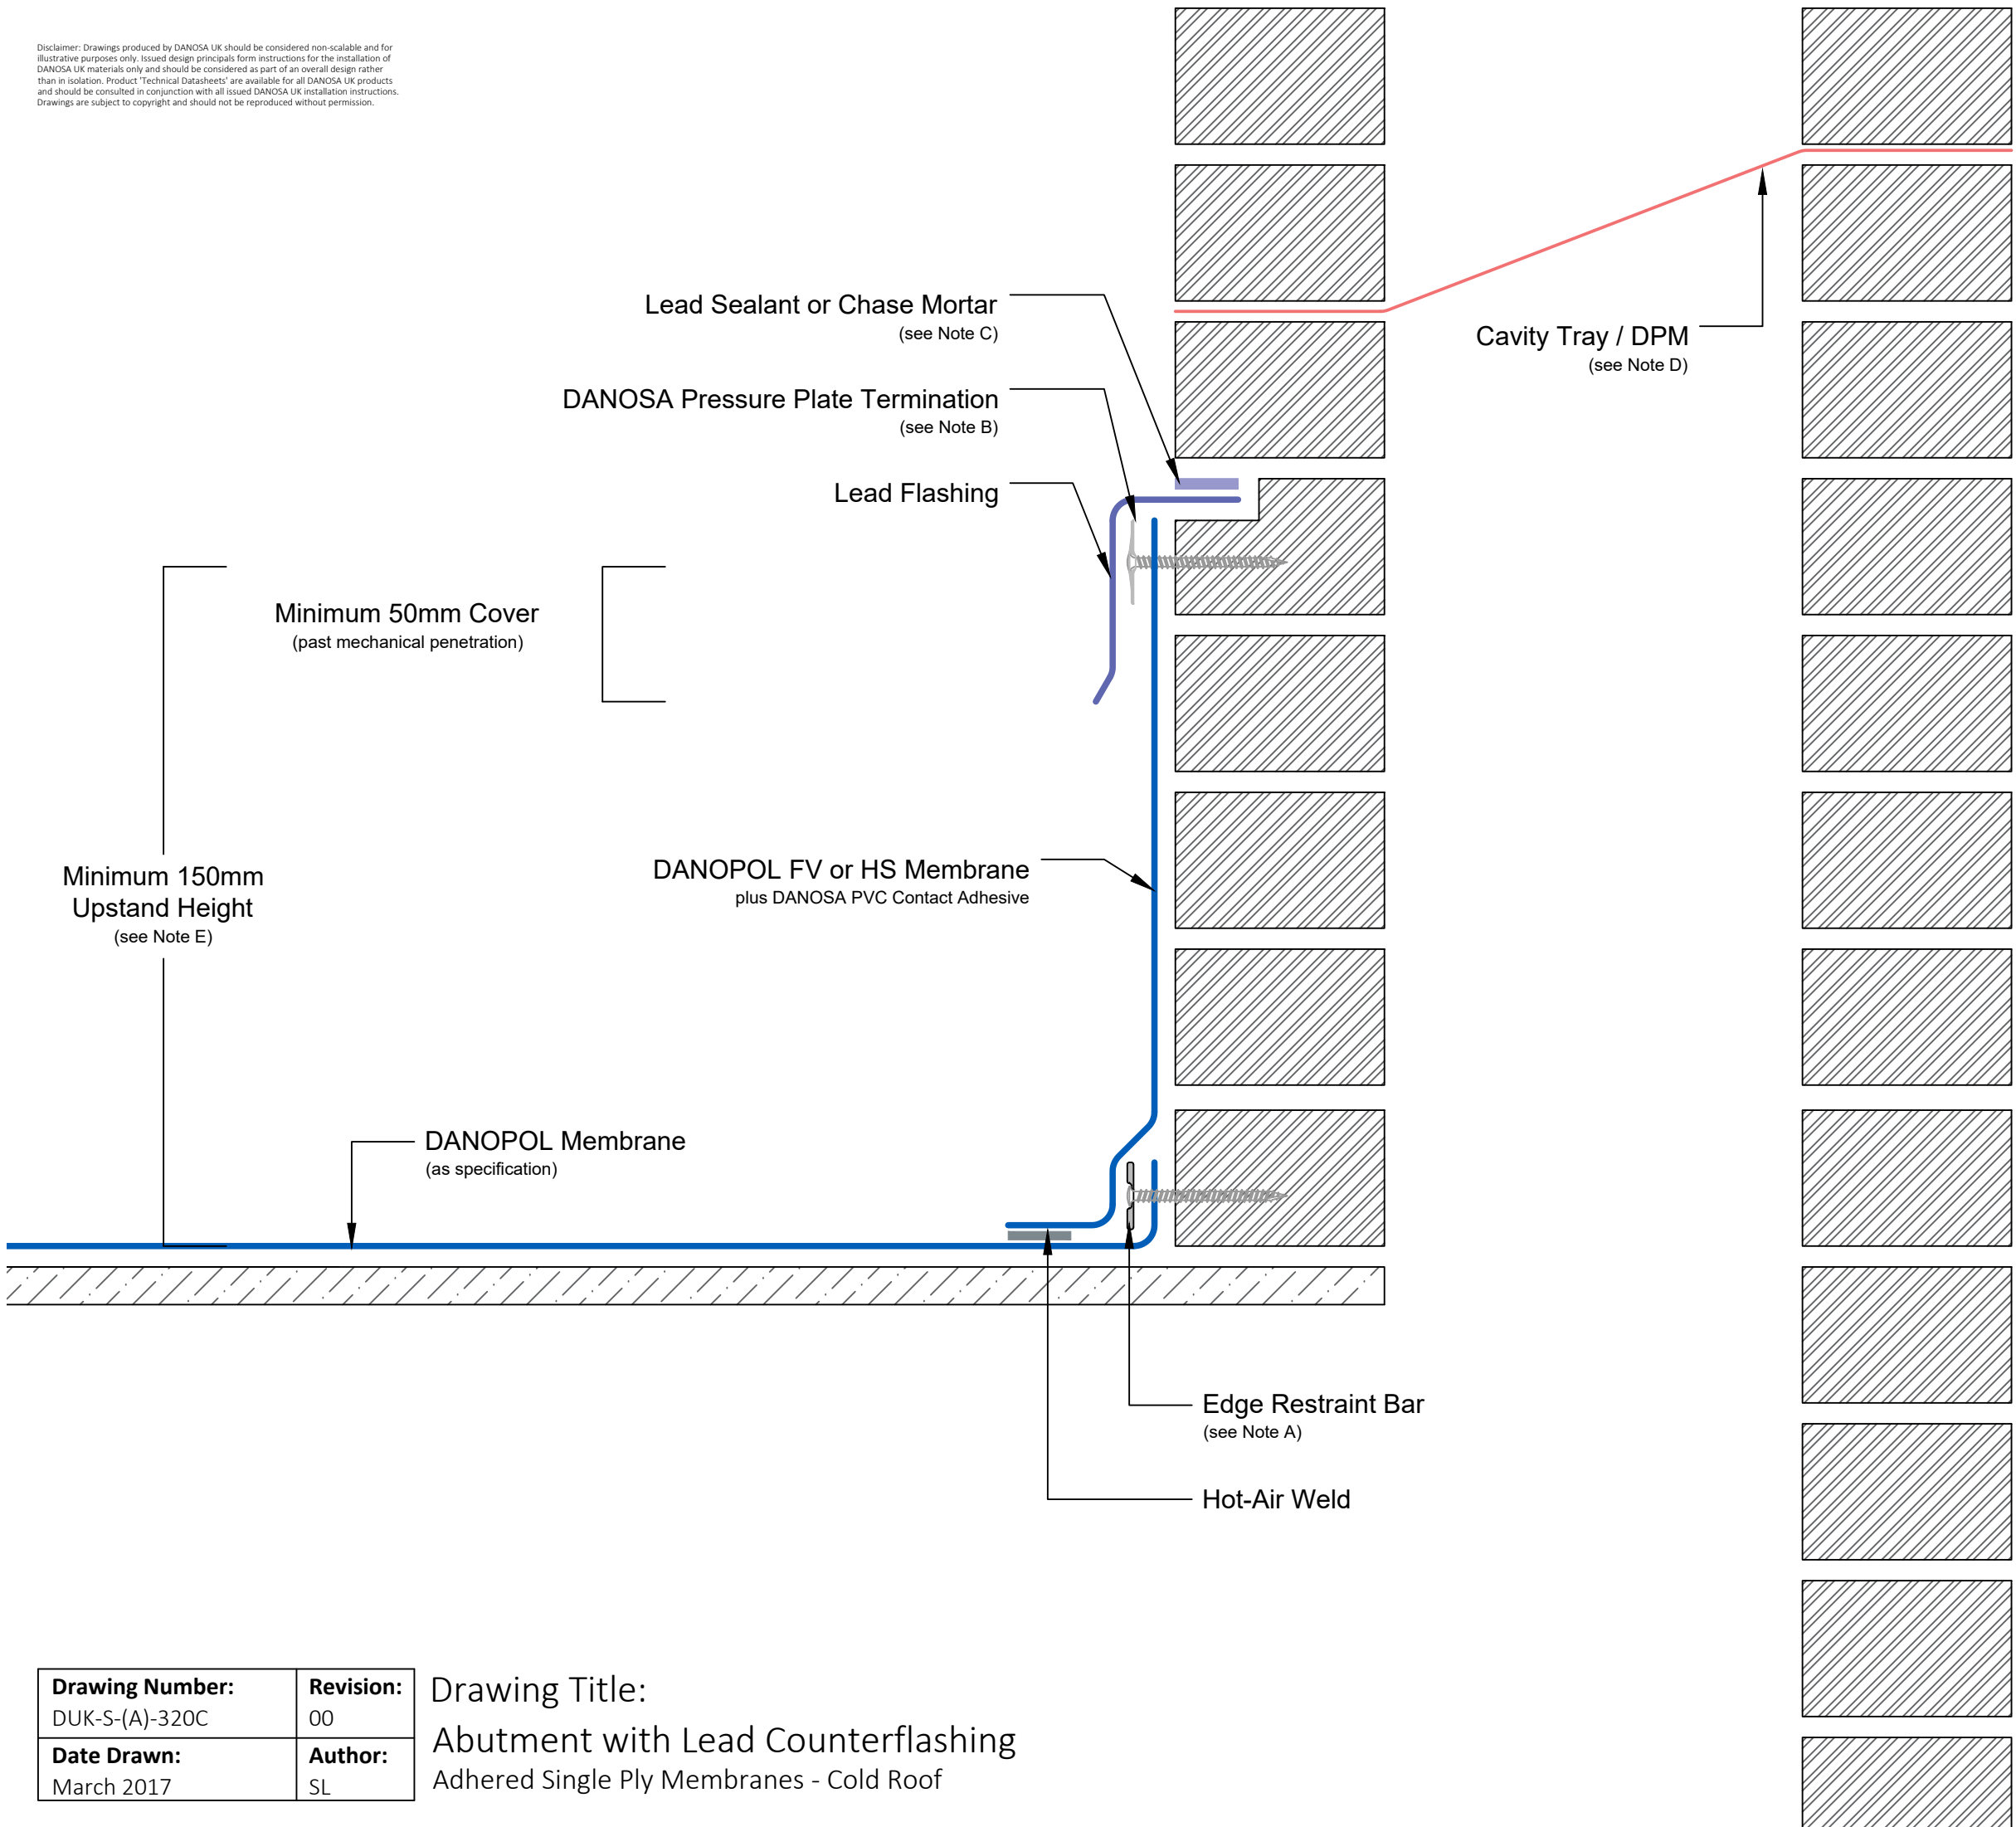 Disclaimer: Drawings produced by DANOSA UK should be considered non-scalable and for
illustrative purposes only. Issued design principals form instructions for the installation of
DANOSA UK materials only and should be considered as part of an overall design rather
than in isolation. Product 'Technical Datasheets' are available for all DANOSA UK products
and should be consulted in conjunction with all issued DANOSA UK installation instructions.
Drawings are subject to copyright and should not be reproduced without permission.
Lead Sealant or Chase Mortar
(see Note C)
Cavity Tray / DPM
(see Note D)
DANOSA Pressure Plate Termination
(see Note B)
Lead Flashing
Minimum 50mm Cover
(past mechanical penetration)
Minimum 150mm
Upstand Height
(see Note E)
DANOPOL FV or HS Membrane
plus DANOSA PVC Contact Adhesive
DANOPOL Membrane
(as specification)
Edge Restraint Bar
(see Note A)
Hot-Air Weld
Drawing Number:
DUK-S-(A)-320C
Revision:
00
Date Drawn:
March 2017
Author:
SL
Drawing Title:
Abutment with Lead Counterflashing
Adhered Single Ply Membranes - Cold Roof